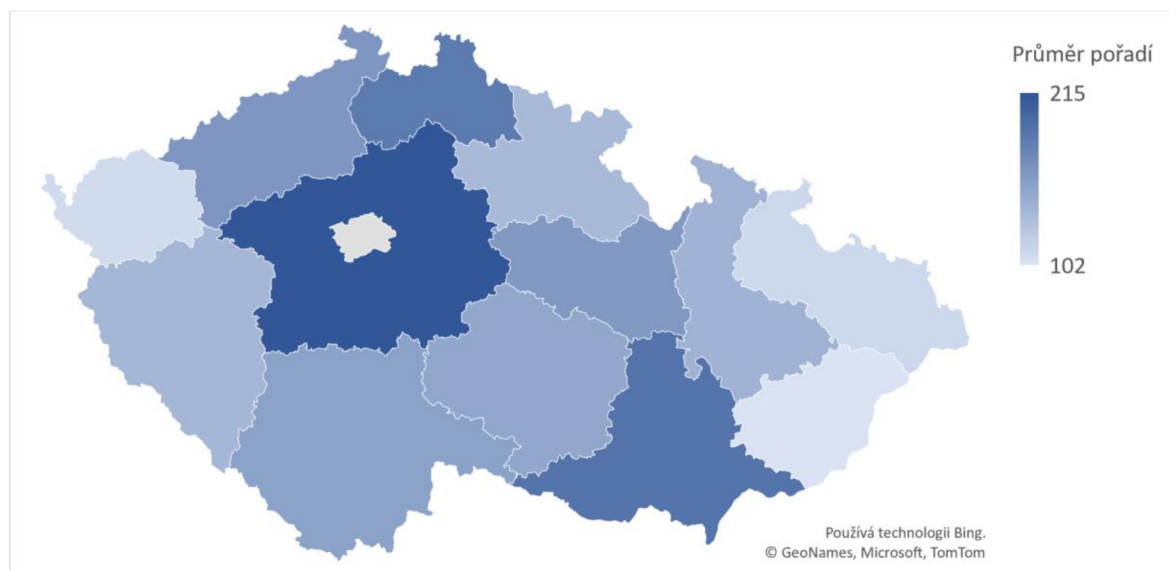 Průměr pořadí
215
102
Používá technologii Bing.
© GeoNames, Microsoft, TomTom